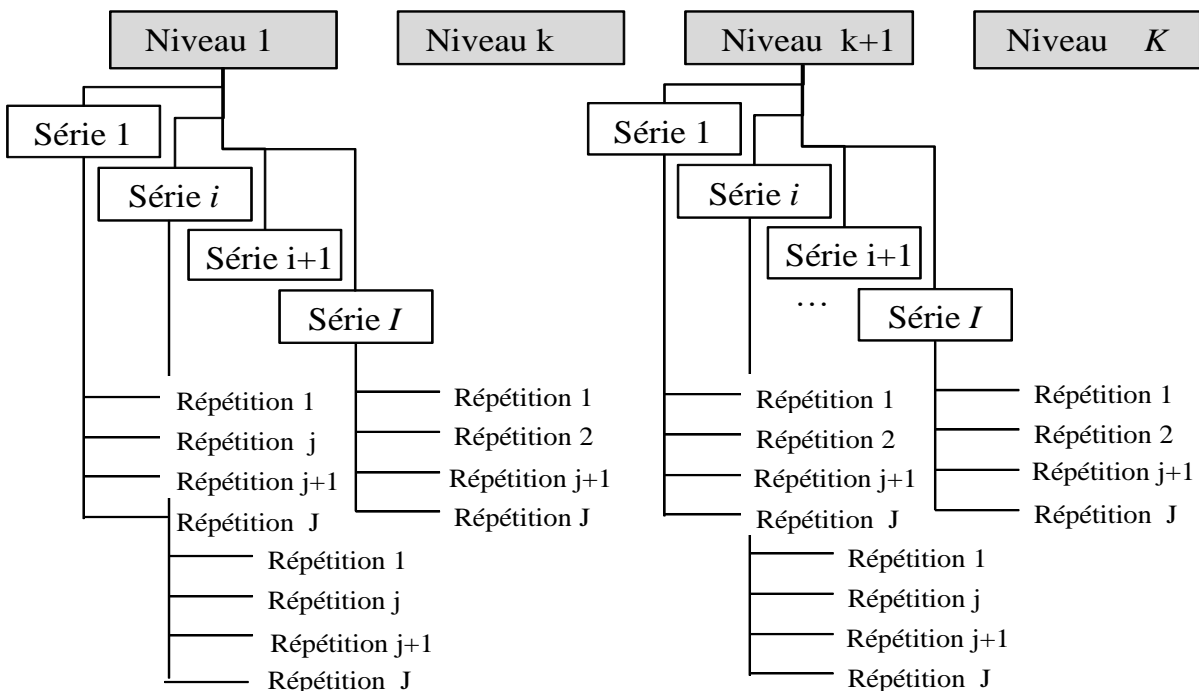 Niveau 1
Niveau k
Niveau k+1
Niveau K
Série 1
Série i
Série i+1
Série I
Répétition 1
Répétition j
Répétition j+1
Répétition J
Répétition 1
Répétition 2
Répétition j+1
Répétition J
Répétition 1
Répétition j
Répétition j+1
Répétition J
Série 1
Série i
Série i+1
…
Série I
Répétition 1
Répétition 2
Répétition j+1
Répétition J
Répétition 1
Répétition 2
Répétition j+1
Répétition J
Répétition 1
Répétition j
Répétition j+1
Répétition J